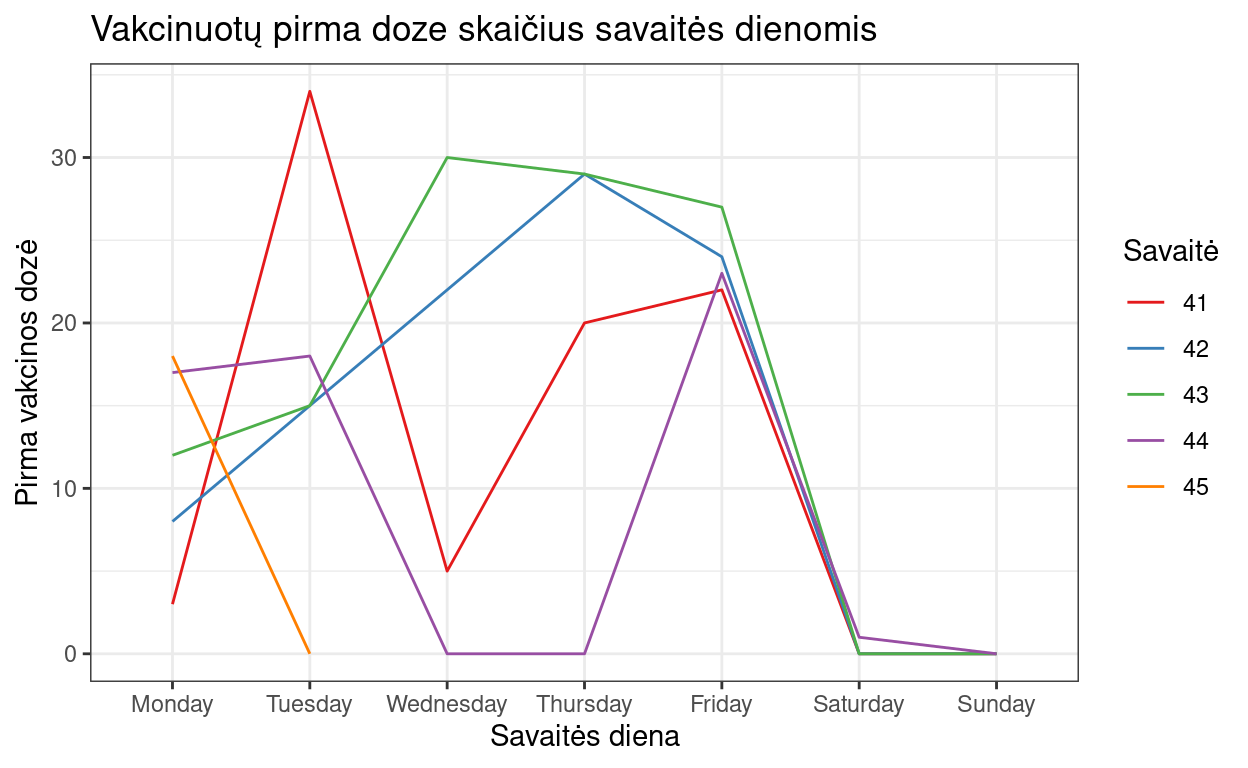 Vakcinuotų pirma doze skaičius savaitės dienomis
Pirma vakcinos dozė
30
20
10
0
Monday Tuesday Wednesday Thursday Friday Saturday Sunday
Savaitės diena
Savaitė
41
42
43
44
45